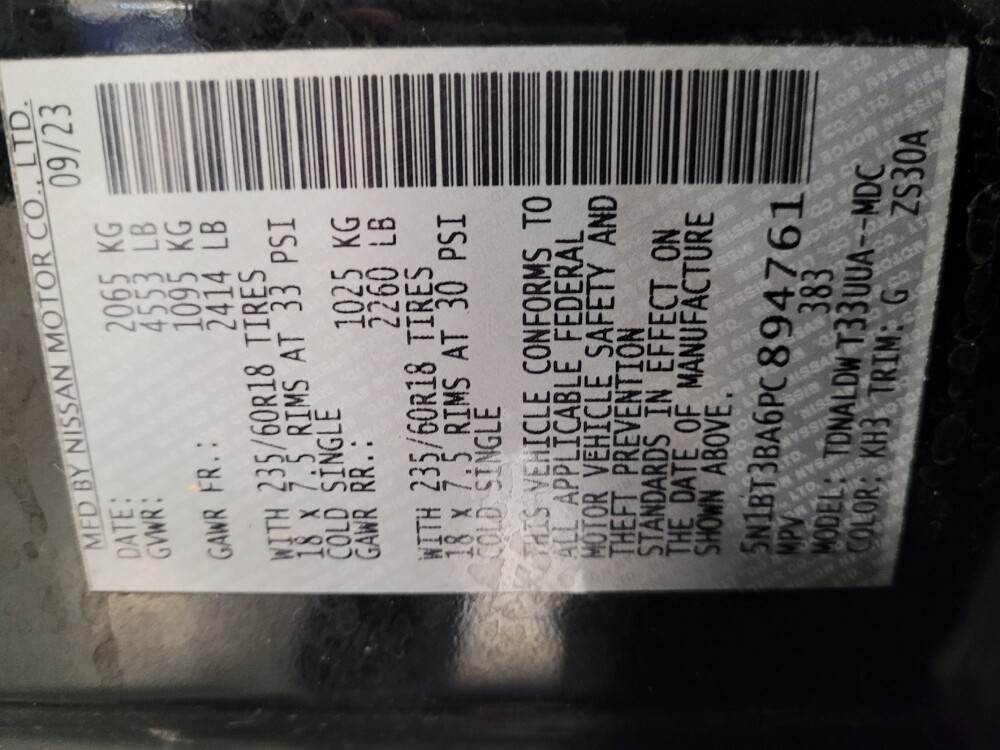 MFD BY NISSAN MOTOR CO., LTD.
DATE: 09/23
GVWR: 2065 KG
4553 LB
GAWR FR.: 1095 KG
2414 LB
WITH 235/60R18 TIRES
18 x 7.5 RIMS AT 33 PSI
COLD SINGLE
GAWR RR.: 1025 KG
2260 LB
WITH 235/60R18 TIRES
18 x 7.5 RIMS AT 30 PSI
COLD SINGLE
THIS VEHICLE CONFORMS TO
ALL APPLICABLE FEDERAL
MOTOR VEHICLE SAFETY AND
THEFT PREVENTION
STANDARDS IN EFFECT ON
THE DATE OF MANUFACTURE
SHOWN ABOVE.
5N1BT3BA6PC894761
MPV 383
MODEL: TDNALDW T33UUA--MDC
COLOR: KH3 TRIM: G ZS30A